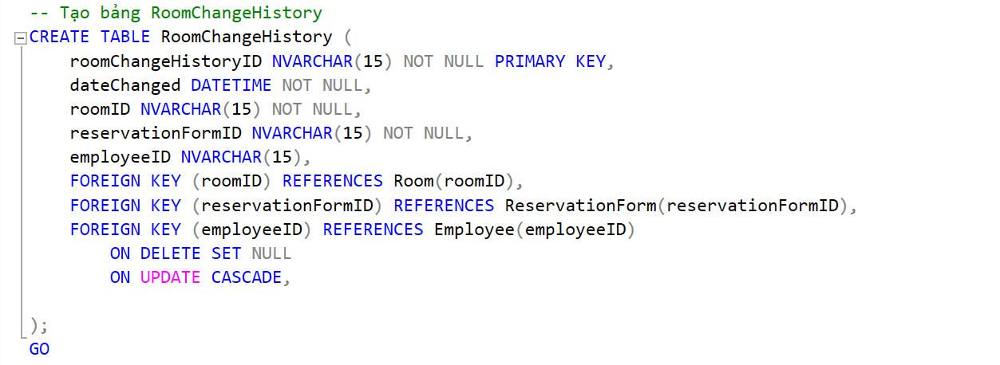 -- Tạo bảng RoomChangeHistory
CREATE TABLE RoomChangeHistory (
    roomChangeHistoryID NVARCHAR(15) NOT NULL PRIMARY KEY,
    dateChanged DATETIME NOT NULL,
    roomID NVARCHAR(15) NOT NULL,
    reservationFormID NVARCHAR(15) NOT NULL,
    employeeID NVARCHAR(15),
    FOREIGN KEY (roomID) REFERENCES Room(roomID),
    FOREIGN KEY (reservationFormID) REFERENCES ReservationForm(reservationFormID),
    FOREIGN KEY (employeeID) REFERENCES Employee(employeeID)
        ON DELETE SET NULL
        ON UPDATE CASCADE,
);
GO